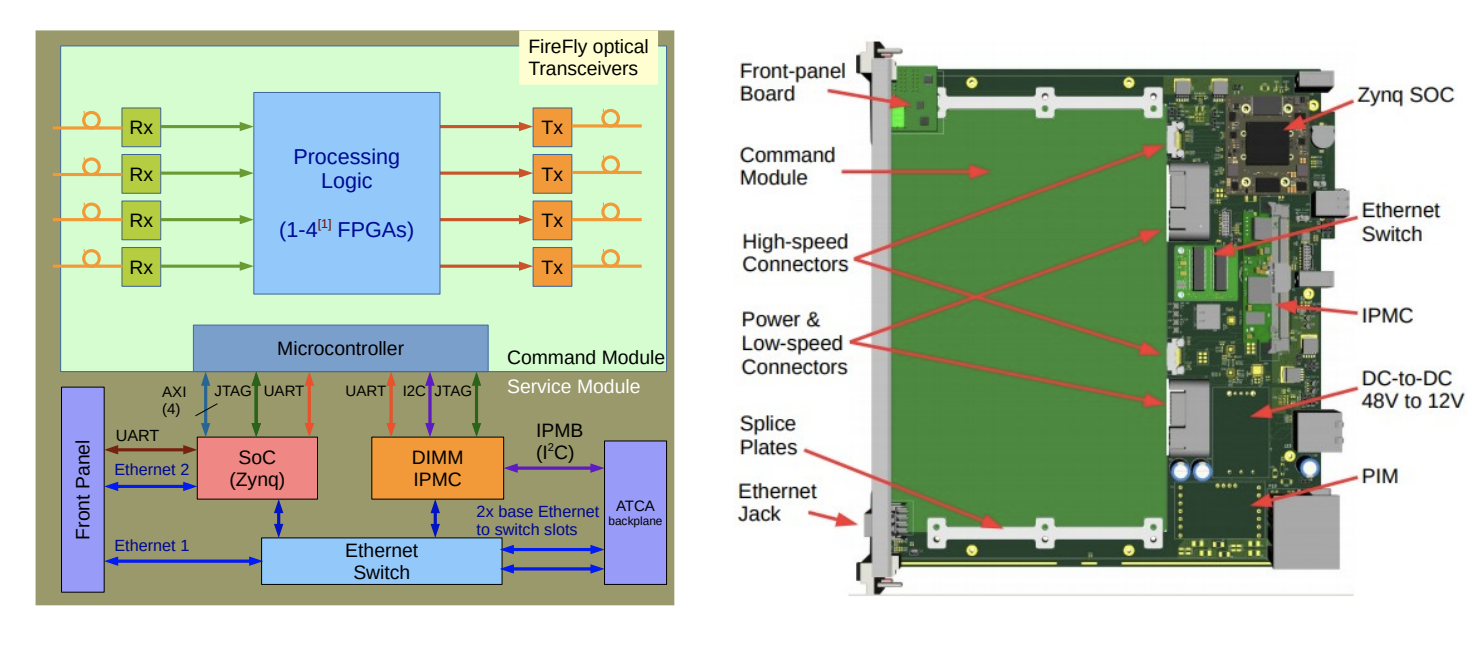 FireFly optical
Transceivers
Rx
Tx
Rx
Tx
Rx
Tx
Rx
Tx
Processing
Logic
(1-4[1] FPGAs)
Microcontroller
Command Module
Service Module
AXI
(4)
JTAG
UART
UART
I2C
JTAG
Front Panel
UART
Ethernet 2
Ethernet 1
SoC
(Zynq)
DIMM
IPMC
IPMB
(I2C)
2x base Ethernet
to switch slots
ATCA
backplane
Ethernet
Switch
Front-panel
Board
Command
Module
High-speed
Connectors
Power &
Low-speed
Connectors
Splice
Plates
Ethernet
Jack
Zynq SOC
Ethernet
Switch
IPMC
DC-to-DC
48V to 12V
PIM